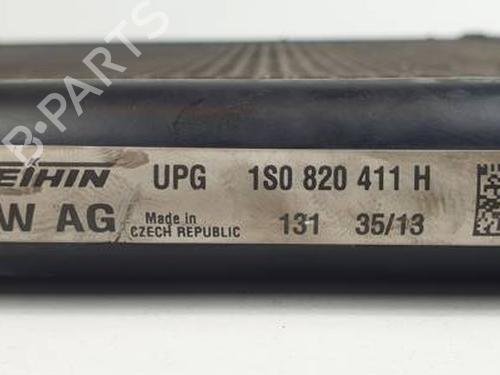 B-PARTS
EIHIN UPG 1S0 820 411 H
W AG Made in CZECH REPUBLIC 131 35/13